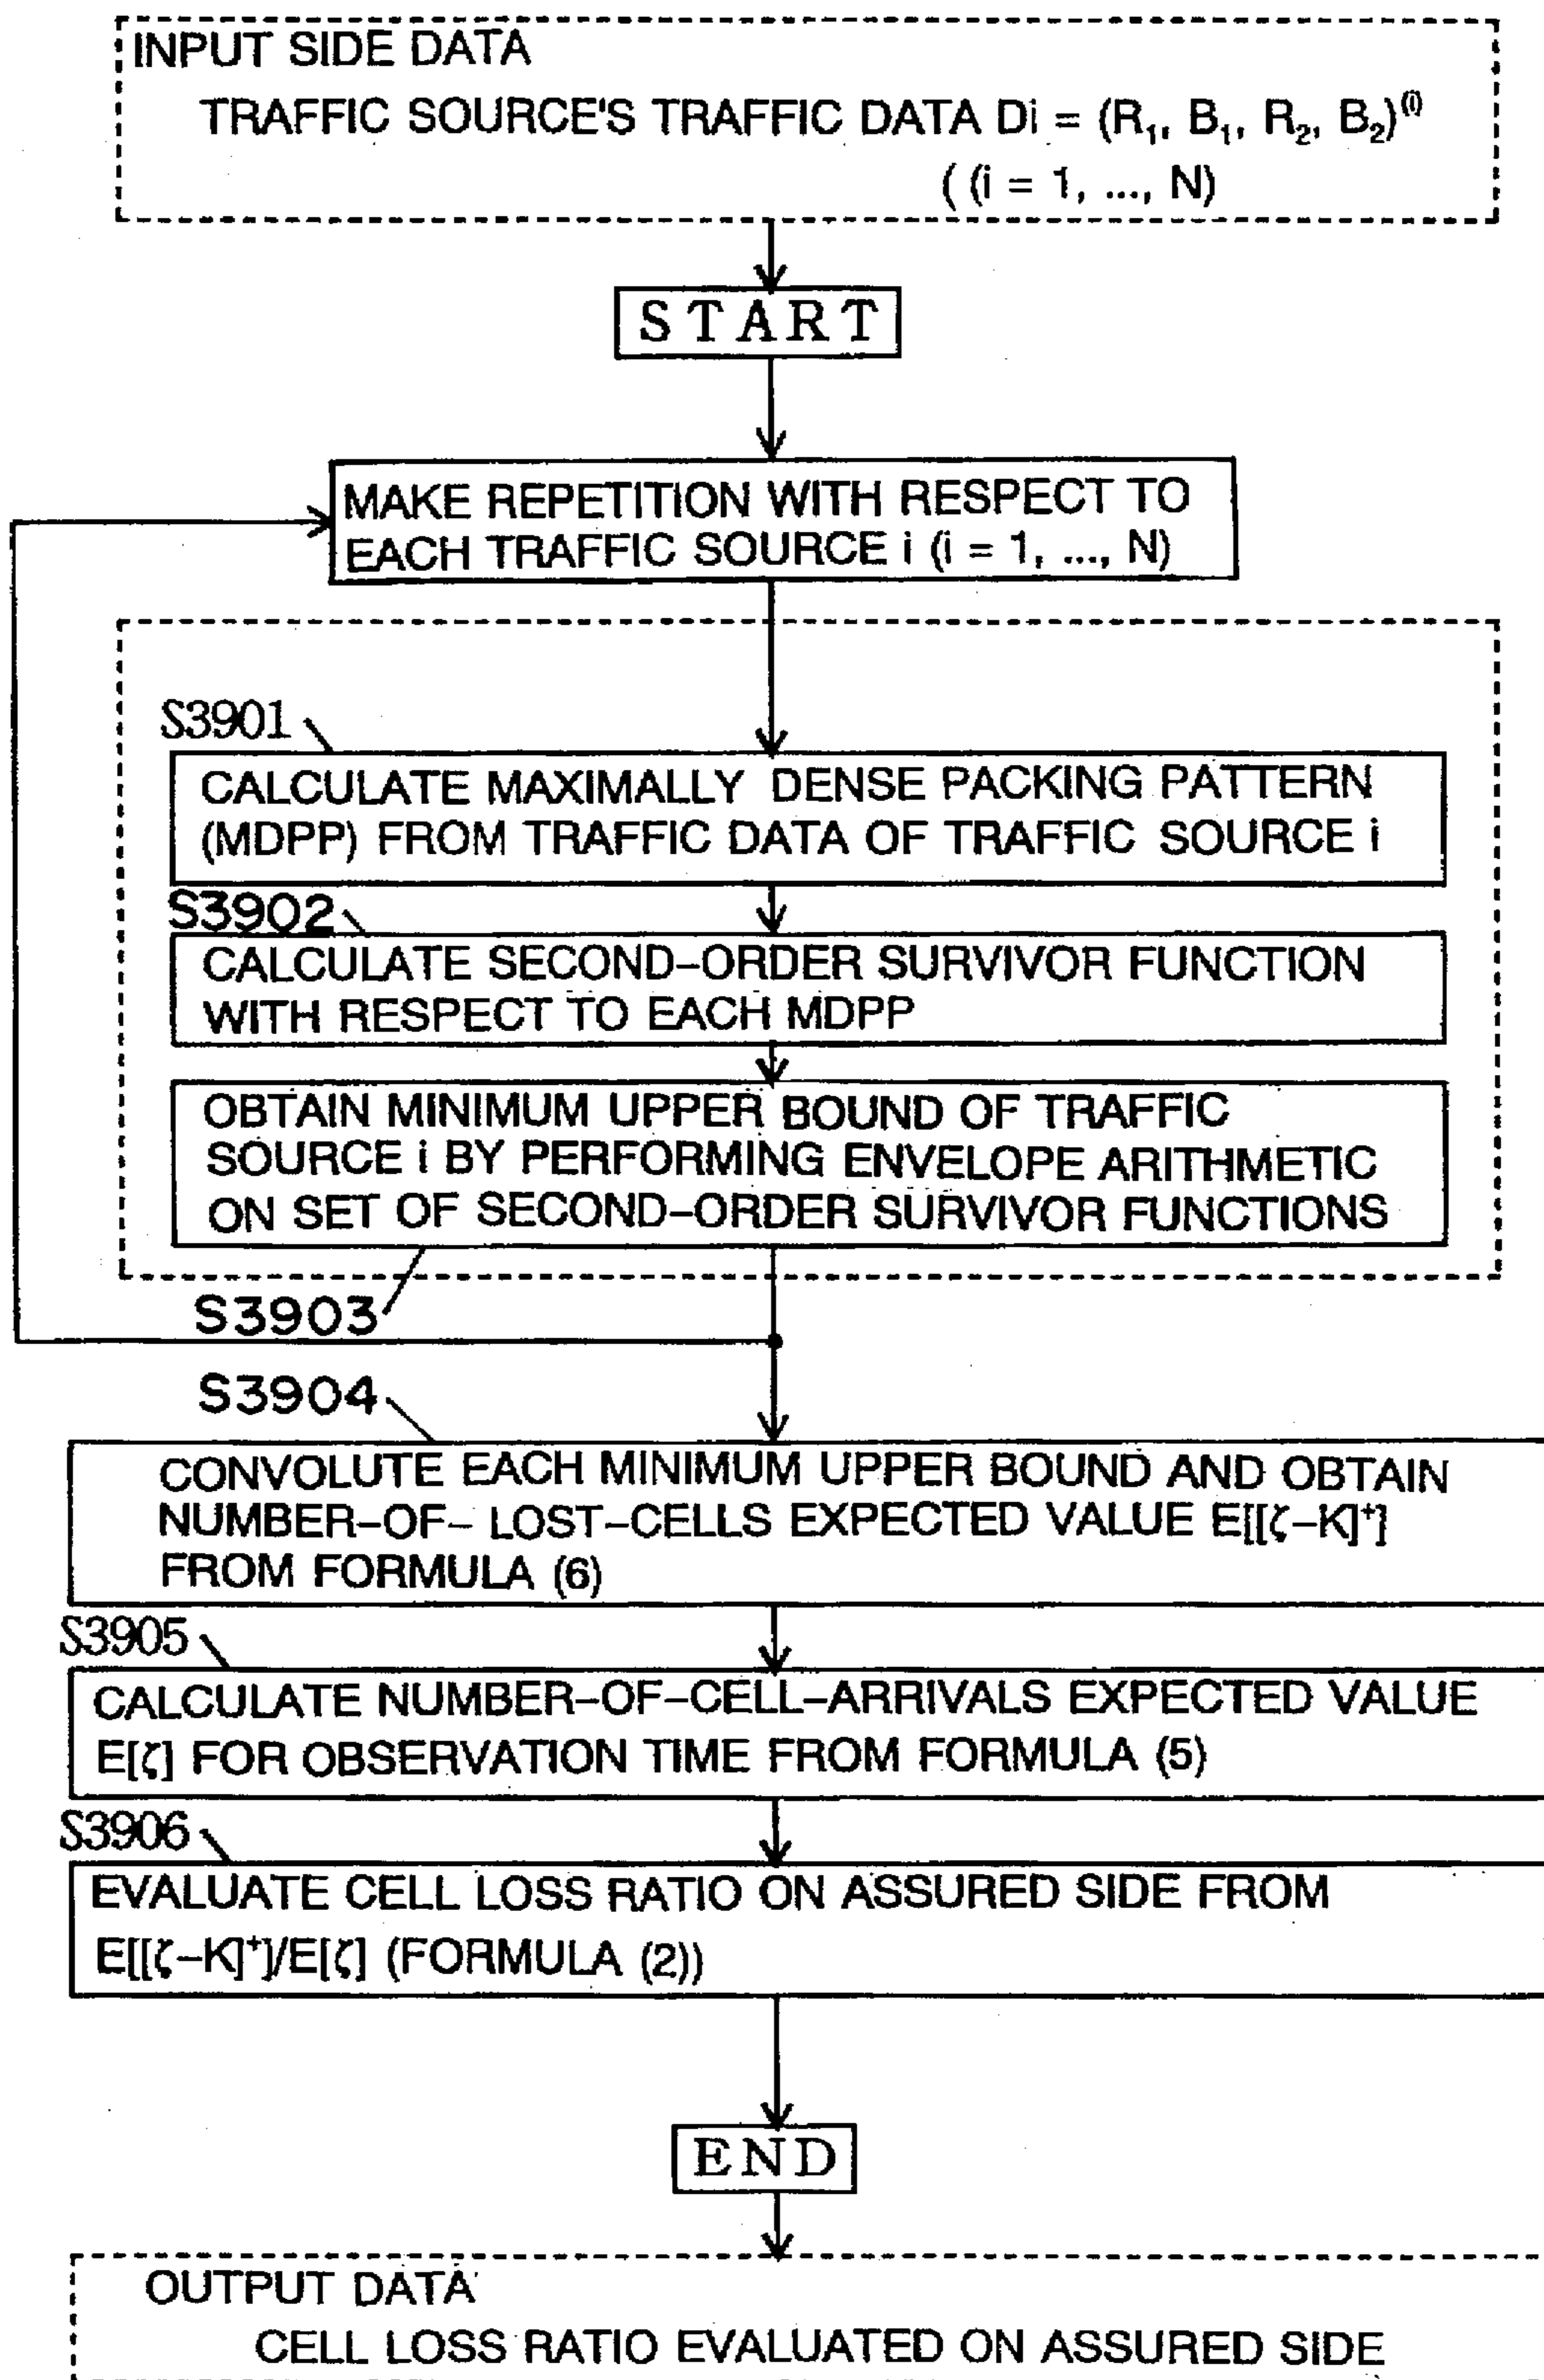 INPUT SIDE DATA
TRAFFIC SOURCE'S TRAFFIC DATA Di = (R₁, B₁, R₂, B₂)⁽ⁱ⁾
( (i = 1, ..., N)
START
MAKE REPETITION WITH RESPECT TO
EACH TRAFFIC SOURCE i (i = 1, ..., N)
S3901
CALCULATE MAXIMALLY DENSE PACKING PATTERN
(MDPP) FROM TRAFFIC DATA OF TRAFFIC SOURCE i
S3902
CALCULATE SECOND-ORDER SURVIVOR FUNCTION
WITH RESPECT TO EACH MDPP
OBTAIN MINIMUM UPPER BOUND OF TRAFFIC
SOURCE i BY PERFORMING ENVELOPE ARITHMETIC
ON SET OF SECOND-ORDER SURVIVOR FUNCTIONS
S3903
S3904
CONVOLUTE EACH MINIMUM UPPER BOUND AND OBTAIN
NUMBER-OF- LOST-CELLS EXPECTED VALUE E[[ζ-K]⁺]
FROM FORMULA (6)
S3905
CALCULATE NUMBER-OF-CELL-ARRIVALS EXPECTED VALUE
E[ζ] FOR OBSERVATION TIME FROM FORMULA (5)
S3906
EVALUATE CELL LOSS RATIO ON ASSURED SIDE FROM
E[[ζ-K]⁺]/E[ζ] (FORMULA (2))
END
OUTPUT DATA
CELL LOSS RATIO EVALUATED ON ASSURED SIDE